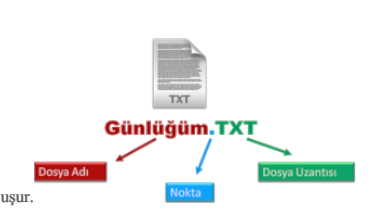 TXT
Günlüğüm.TXT
Dosya Adı
Dosya Uzantısı
Nokta
uşur.